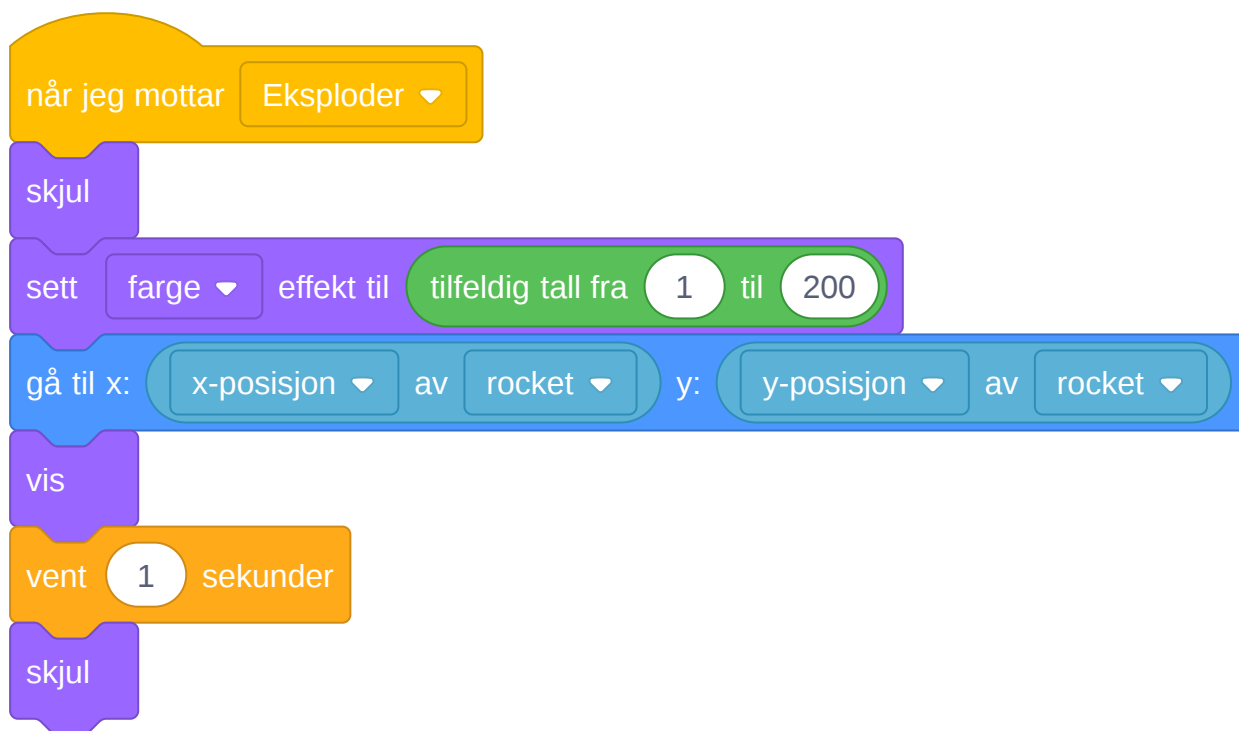 når jeg mottar Eksploder
skjul
sett farge effekt til tilfeldig tall fra 1 til 200
gå til x: x-posisjon av rocket y: y-posisjon av rocket
vis
vent 1 sekunder
skjul